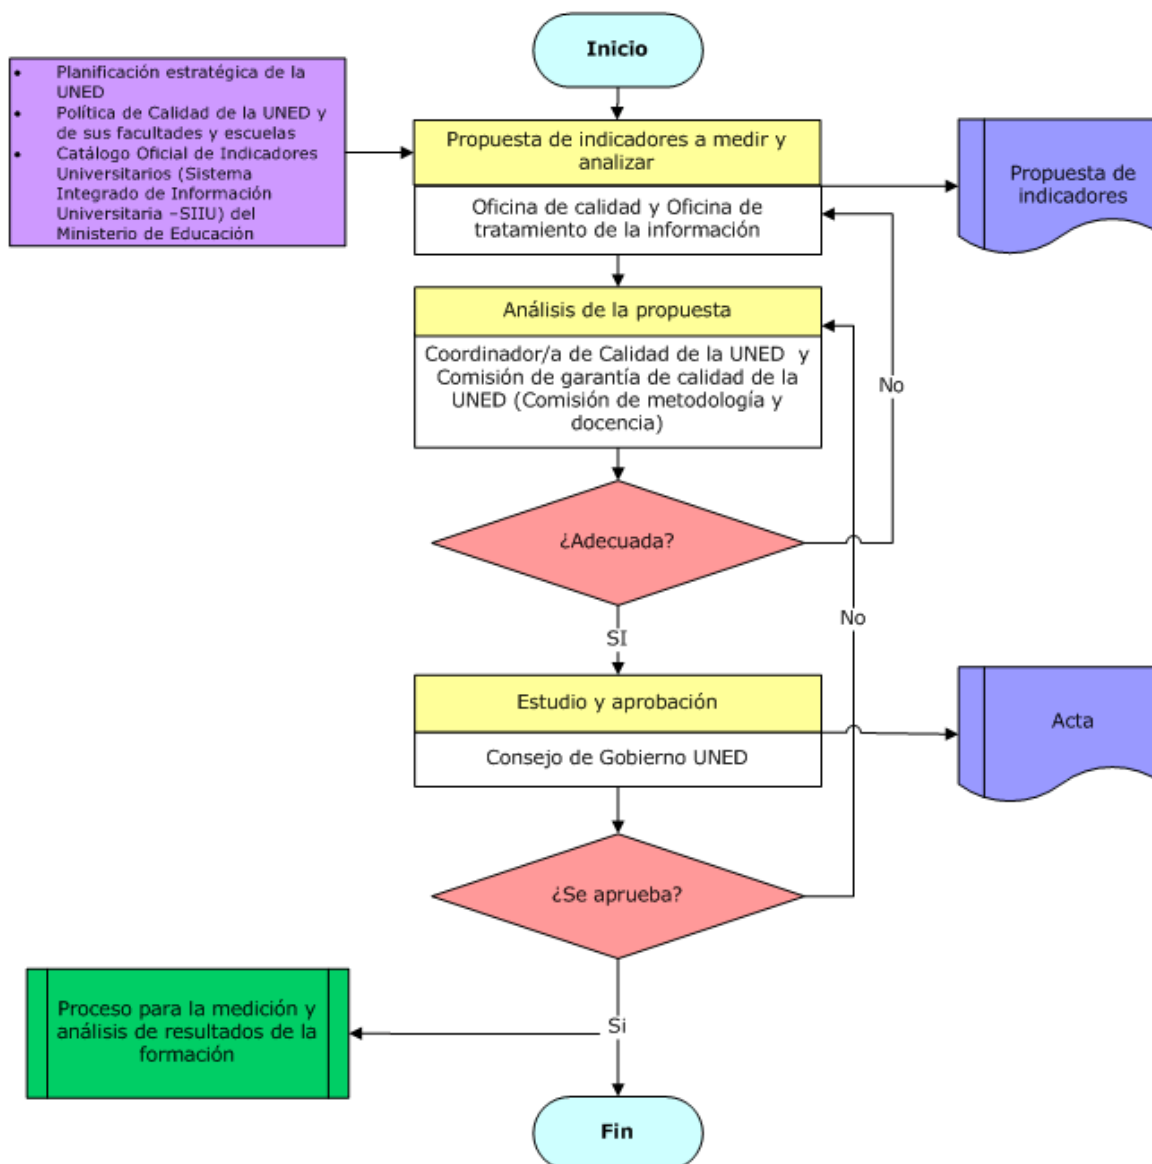 Inicio
• Planificación estratégica de la
UNED
• Política de Calidad de la UNED y
de sus facultades y escuelas
• Catálogo Oficial de Indicadores
Universitarios (Sistema
Integrado de Información
Universitaria –SIIU) del
Ministerio de Educación
Propuesta de indicadores a medir y
analizar
Oficina de calidad y Oficina de
tratamiento de la información
Propuesta de
indicadores
Análisis de la propuesta
Coordinador/a de Calidad de la UNED y
Comisión de garantía de calidad de la
UNED (Comisión de metodología y
docencia)
No
¿Adecuada?
No
SI
Estudio y aprobación
Consejo de Gobierno UNED
Acta
¿Se aprueba?
Si
Proceso para la medición y
análisis de resultados de la
formación
Fin